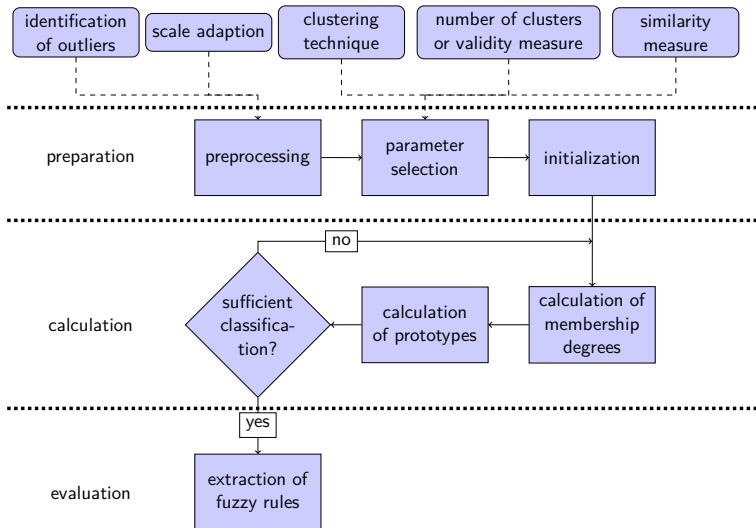 identification
of outliers
scale adaption
clustering
technique
number of clusters
or validity measure
similarity
measure
preparation
preprocessing
parameter
selection
initialization
no
calculation
sufficient
classifica-
tion?
calculation
of prototypes
calculation of
membership
degrees
yes
evaluation
extraction of
fuzzy rules